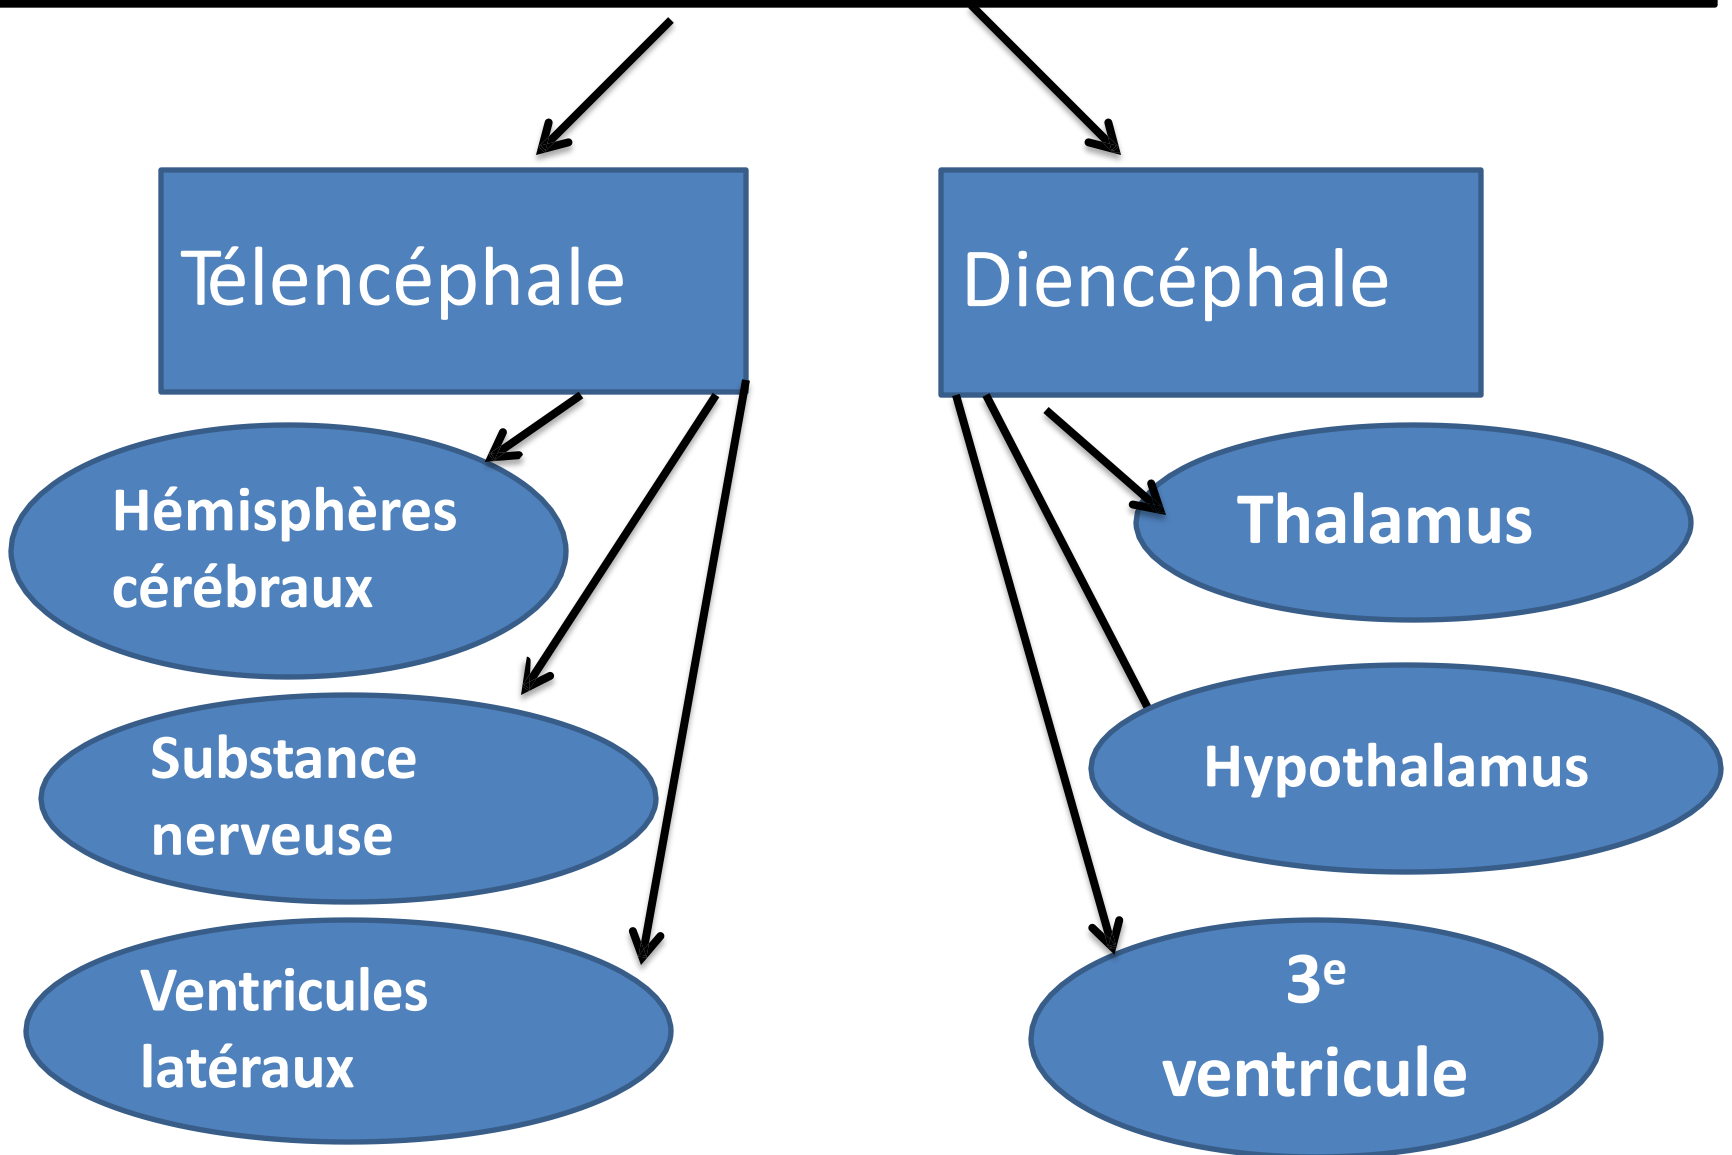 Télencéphale
Diencéphale
Hémisphères
cérébraux
Substance
nerveuse
Ventricules
latéraux
Thalamus
Hypothalamus
3e
ventricule